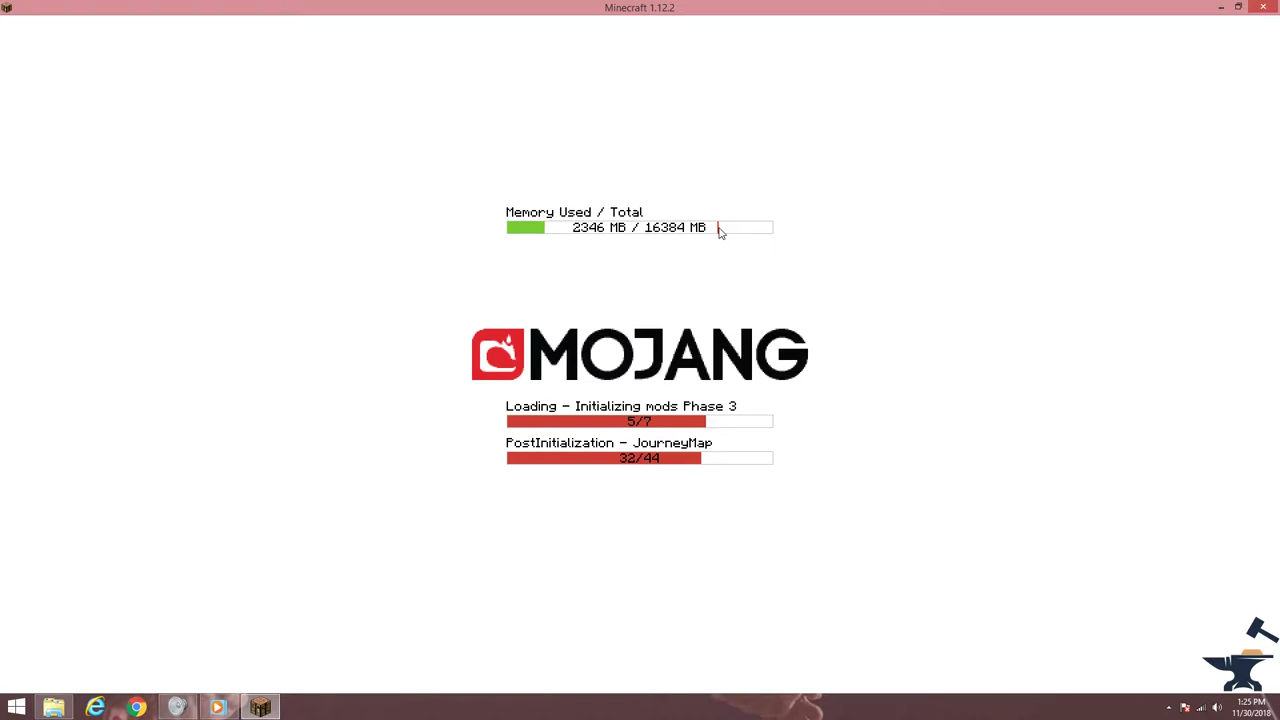 Minecraft 1.12.2
Memory Used / Total
2346 MB / 16384 MB
MOJANG
Loading - Initializing mods Phase 3
5/7
PostInitialization - JourneyMap
32/44
1:25 PM
11/30/2018